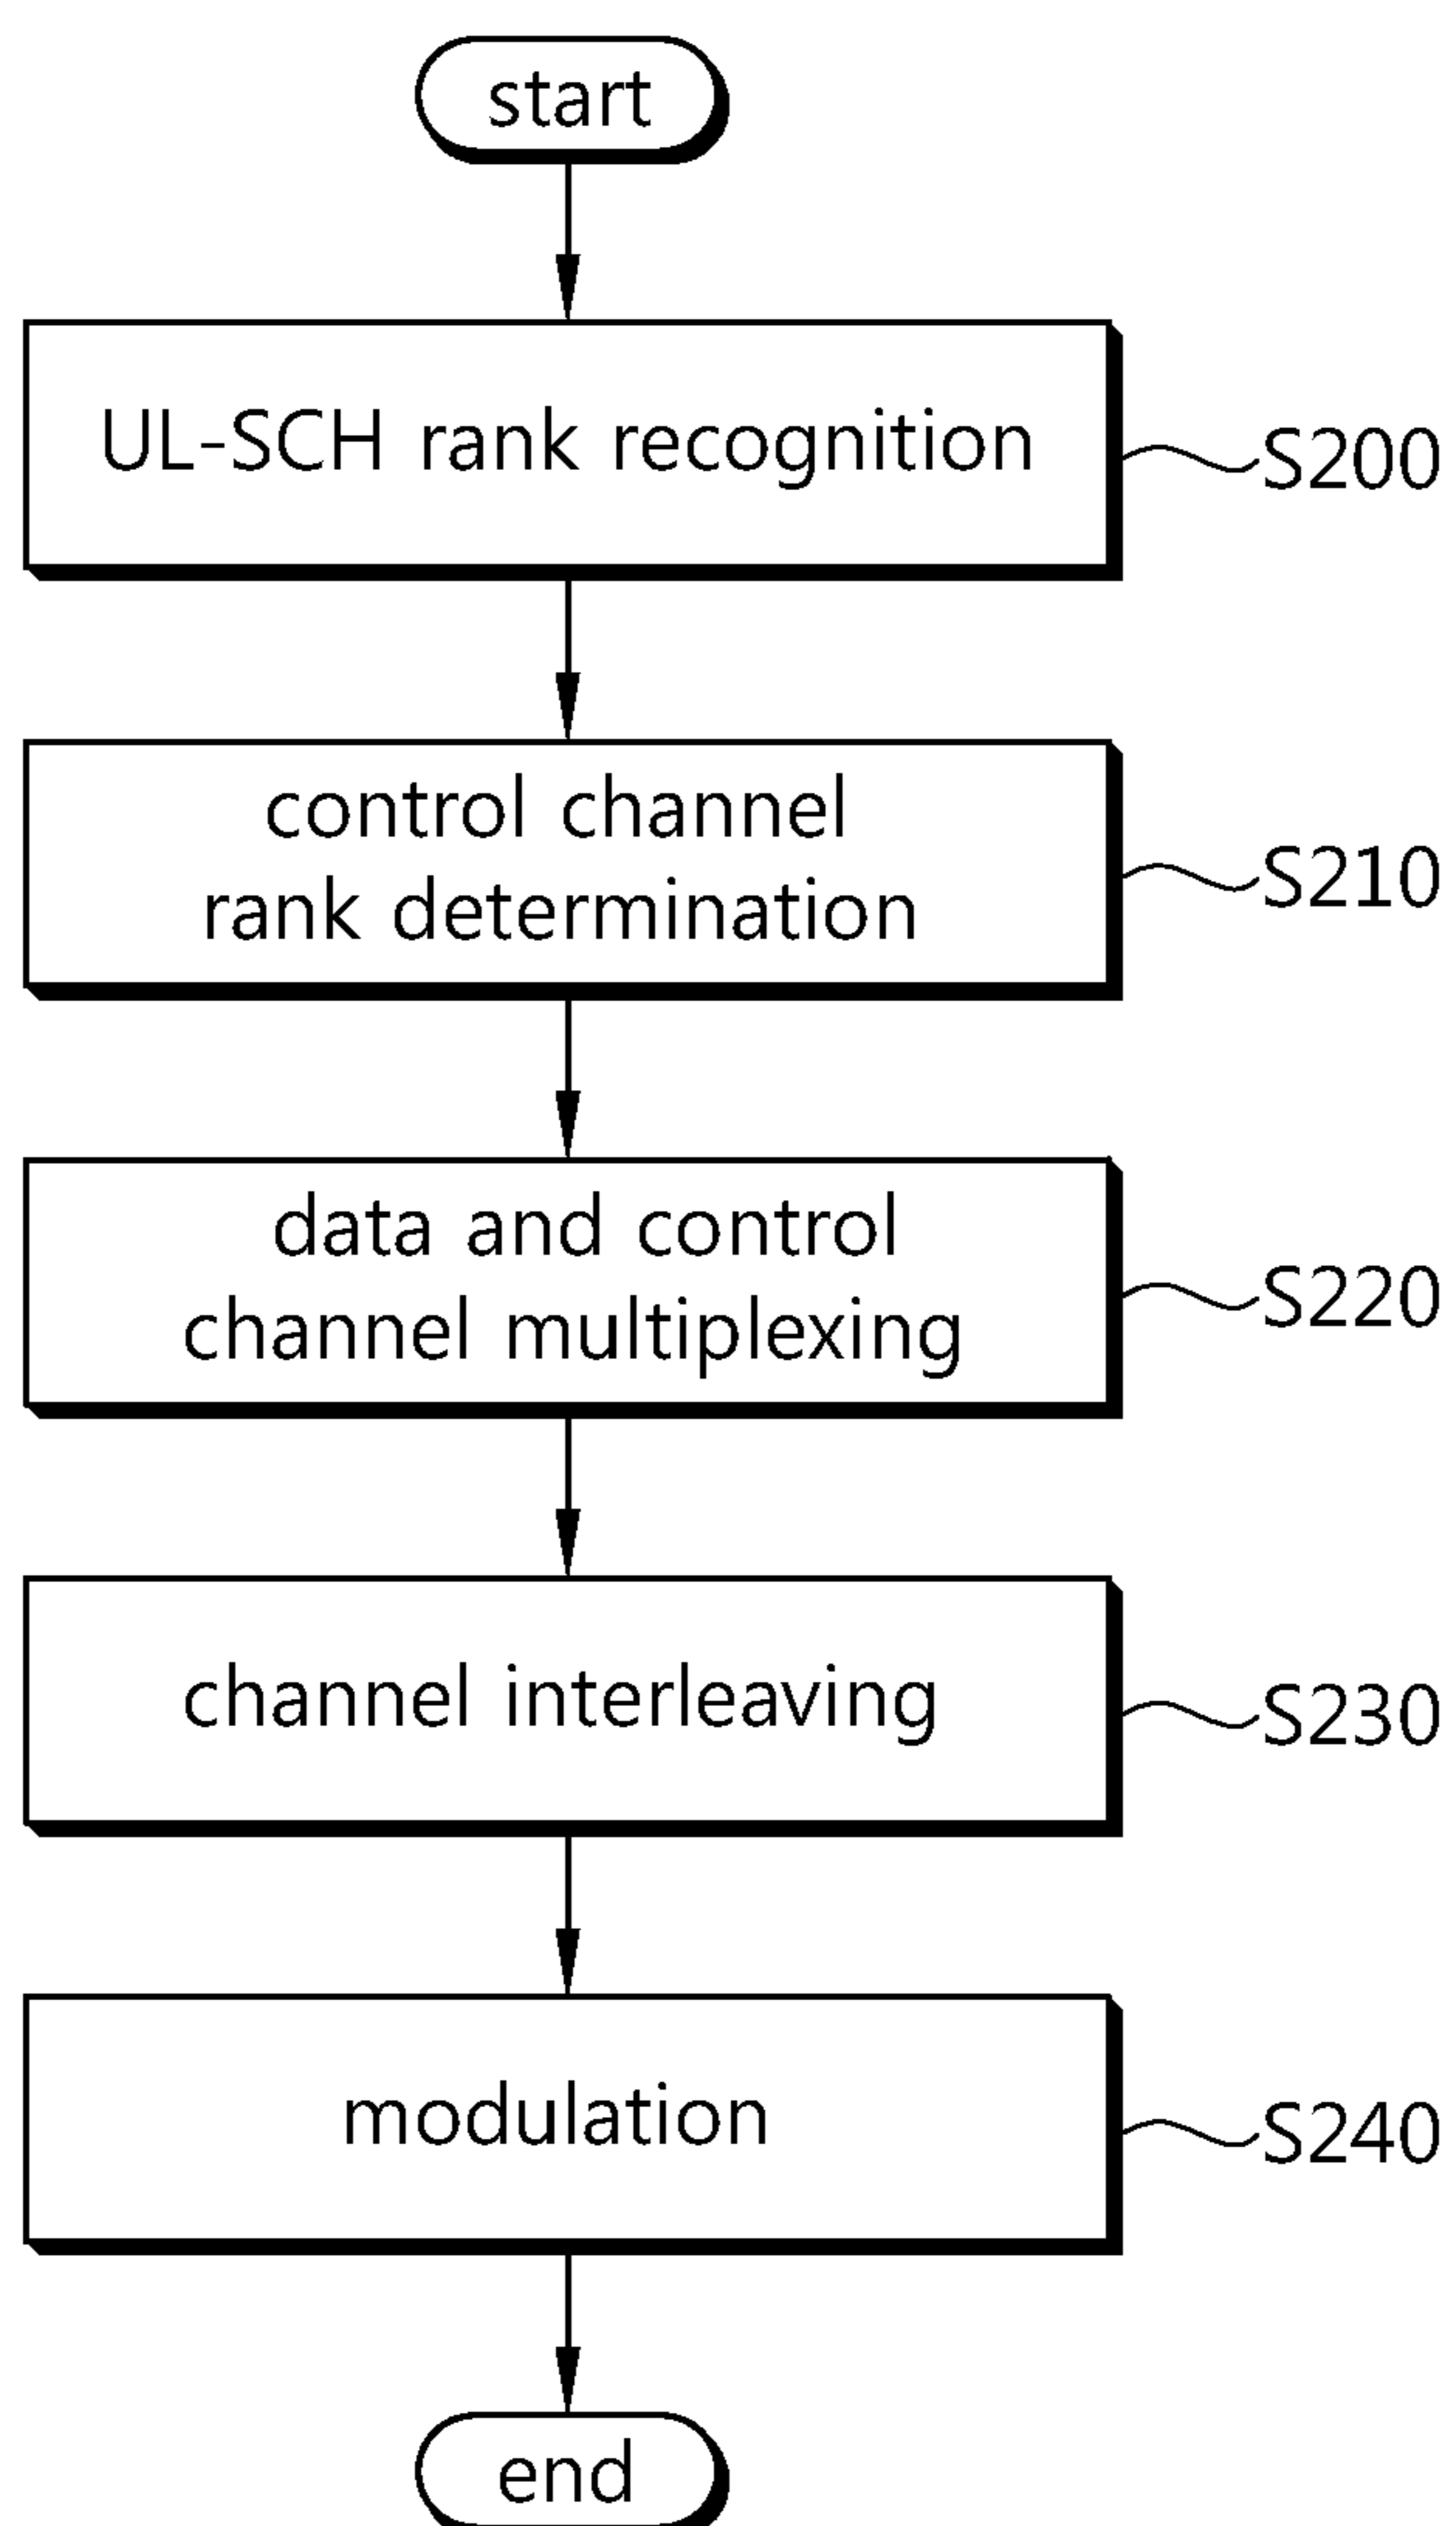 start
UL-SCH rank recognition
S200
control channel
rank determination
S210
data and control
channel multiplexing
S220
channel interleaving
S230
modulation
S240
end